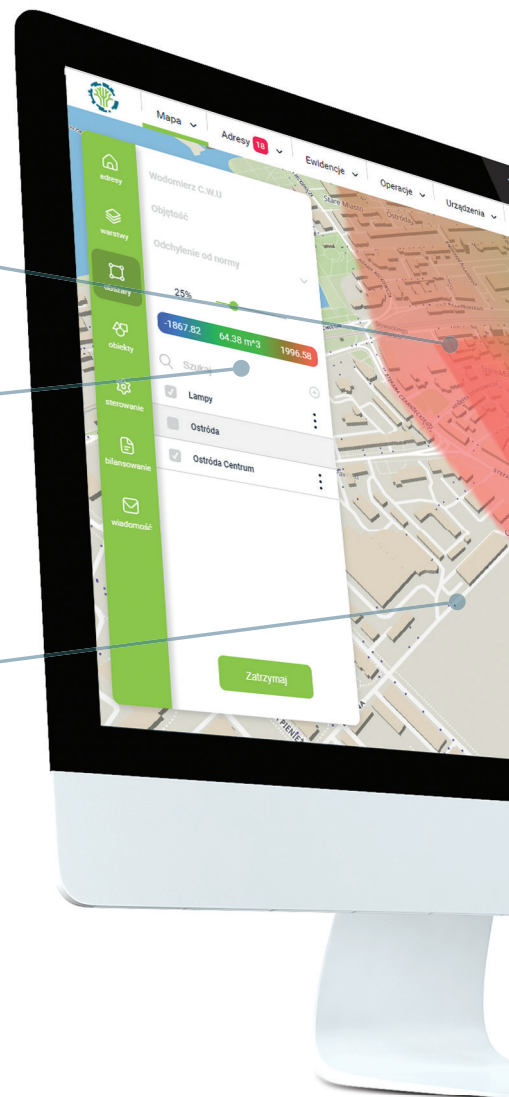 Mapa
Adresy 18
Ewidencje
Operacje
Urządzenia
adresy
warstwy
obszary
obiekty
sterowanie
bilansowanie
wiadomość
Wodomierz C.W.U
Objętość
Odchylenie od normy
25%
-1867.82 64.38 m^3 1996.58
Szukaj
Lampy
Ostróda
Ostróda Centrum
Zatrzymaj
Stare Miasto
Ostróda